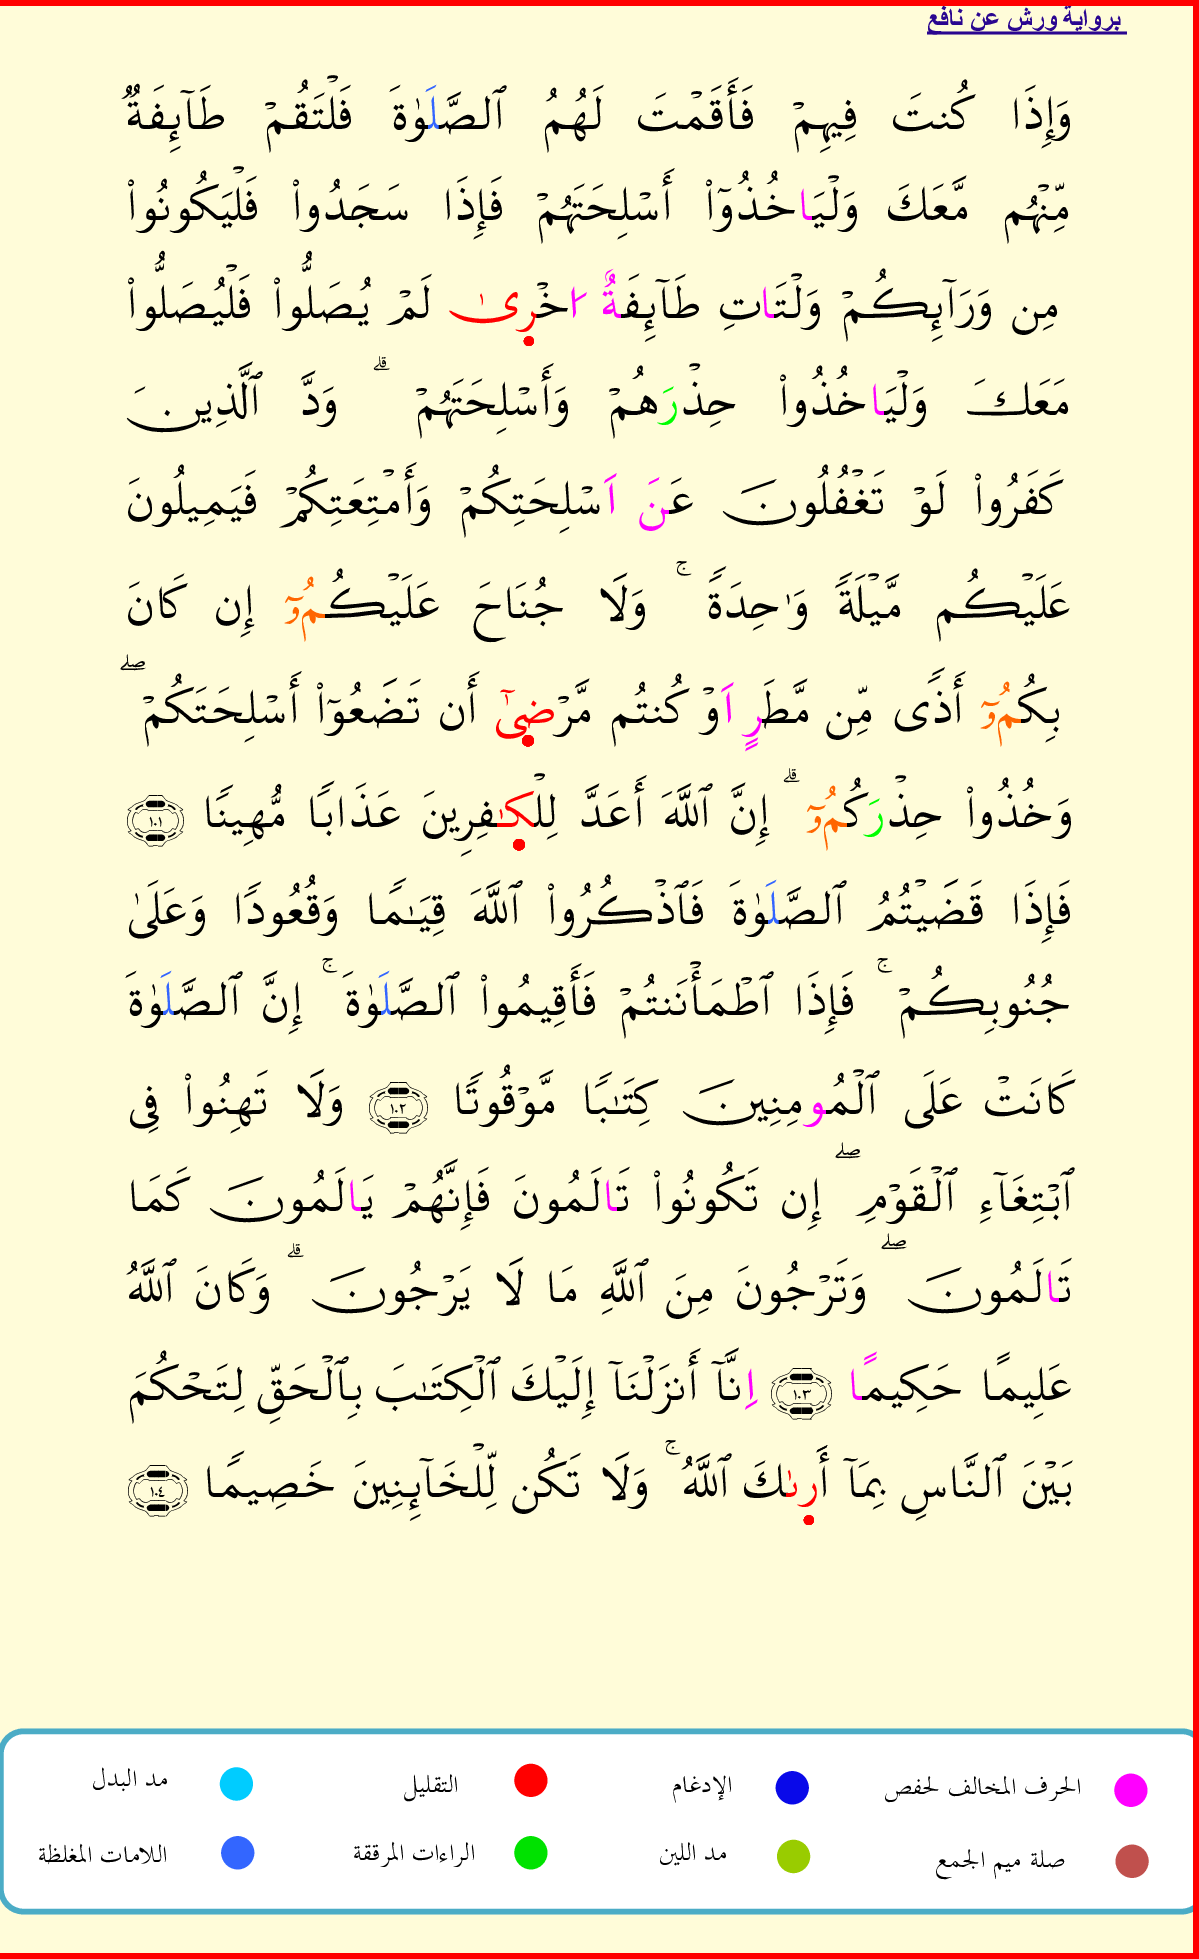 برواية ورش عن نافع
وَإِذَا كُنتَ فِيهِمْ فَأَقَمْتَ لَهُمُ اُ۬لصَّلَوٰةَ فَلْتَقُمْ طَآئِفَةٌ
مِّنْهُم مَّعَكَ وَلْيَاخُذُوٓاْ أَسْلِحَتَهُمْ فَإِذَا سَجَدُواْ فَلْيَكُونُواْ
مِن وَرَآئِكُمْ وَلْتَاتِ طَآئِفَةٌ اخْرِىٰ لَمْ يُصَلُّواْ فَلْيُصَلُّواْ
مَعَكَ وَلْيَاخُذُواْ حِذْرَهُمْ وَأَسْلِحَتَهُمْ ۗ وَدَّ ٱلَّذِينَ
كَفَرُواْ لَوْ تَغْفُلُونَ عَنَ اَسْلِحَتِكُمْ وَأَمْتِعَتِكُمْ فَيَمِيلُونَ
عَلَيْكُم مَّيْلَةً وَٰحِدَةً ۚ وَلَا جُنَاحَ عَلَيْكُمُۥٓ إِن كَانَ
بِكُمُۥٓ أَذًى مِّن مَّطَرٍ اَوْ كُنتُم مَّرْضِىٰٓ أَن تَضَعُوٓاْ أَسْلِحَتَكُمْ ۖ
وَخُذُواْ حِذْرَكُمُۥٓ ۗ إِنَّ ٱللَّهَ أَعَدَّ لِلْكَٰفِرِينَ عَذَابًا مُّهِينًا ١٠١
فَإِذَا قَضَيْتُمُ ٱلصَّلَوٰةَ فَٱذْكُرُواْ ٱللَّهَ قِيَٰمًا وَقُعُودًا وَعَلَىٰ
جُنُوبِكُمْ ۚ فَإِذَا ٱطْمَأْنَنتُمْ فَأَقِيمُواْ ٱلصَّلَوٰةَ ۚ إِنَّ ٱلصَّلَوٰةَ
كَانَتْ عَلَى ٱلْمُومِنِينَ كِتَٰبًا مَّوْقُوتًا ١٠٢ وَلَا تَهِنُواْ فِى
ٱبْتِغَآءِ ٱلْقَوْمِ ۖ إِن تَكُونُواْ تَالَمُونَ فَإِنَّهُمْ يَالَمُونَ كَمَا
تَالَمُونَ ۖ وَتَرْجُونَ مِنَ ٱللَّهِ مَا لَا يَرْجُونَ ۗ وَكَانَ ٱللَّهُ
عَلِيمًا حَكِيمًا ١٠٣ اِنَّآ أَنزَلْنَآ إِلَيْكَ ٱلْكِتَٰبَ بِٱلْحَقِّ لِتَحْكُمَ
بَيْنَ ٱلنَّاسِ بِمَآ أَرِىٰكَ ٱللَّهُ ۚ وَلَا تَكُن لِّلْخَآئِنِينَ خَصِيمًا ١٠٤
الحرف المخالف لحفص الإدغام التقليل مد البدل
صلة ميم الجمع مد اللين الراءات المرققة اللامات المغلظة